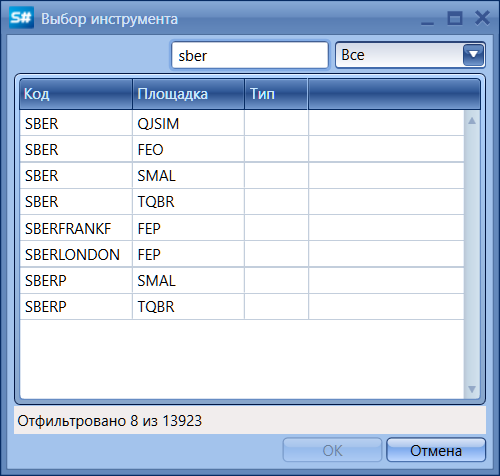 S# Выбор инструмента
sber Все
Код Площадка Тип
SBER QJSIM
SBER FEO
SBER SMAL
SBER TQBR
SBERFRANKF FEP
SBERLONDON FEP
SBERP SMAL
SBERP TQBR
Отфильтровано 8 из 13923
OK Отмена